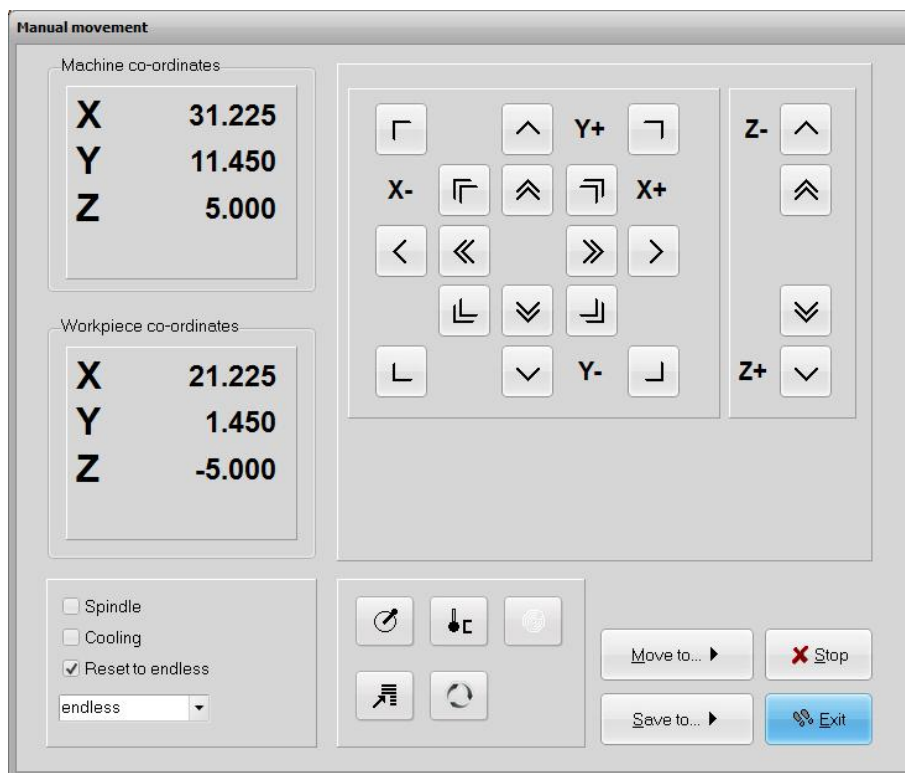 Manual movement
Machine co-ordinates
X 31.225
Y 11.450
Z 5.000
Workpiece co-ordinates
X 21.225
Y 1.450
Z -5.000
Y+
X- X+
Y-
Z-
Z+
Spindle
Cooling
Reset to endless
endless
C
Move to...
Stop
Save to...
Exit